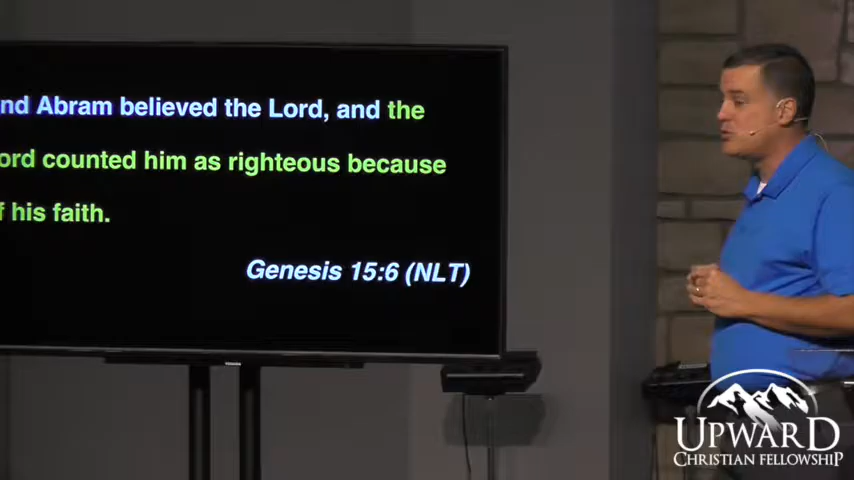 nd Abram believed the Lord, and the
ord counted him as righteous because
f his faith.
Genesis 15:6 (NLT)
UPWARD
CHRISTIAN FELLOWSHIP